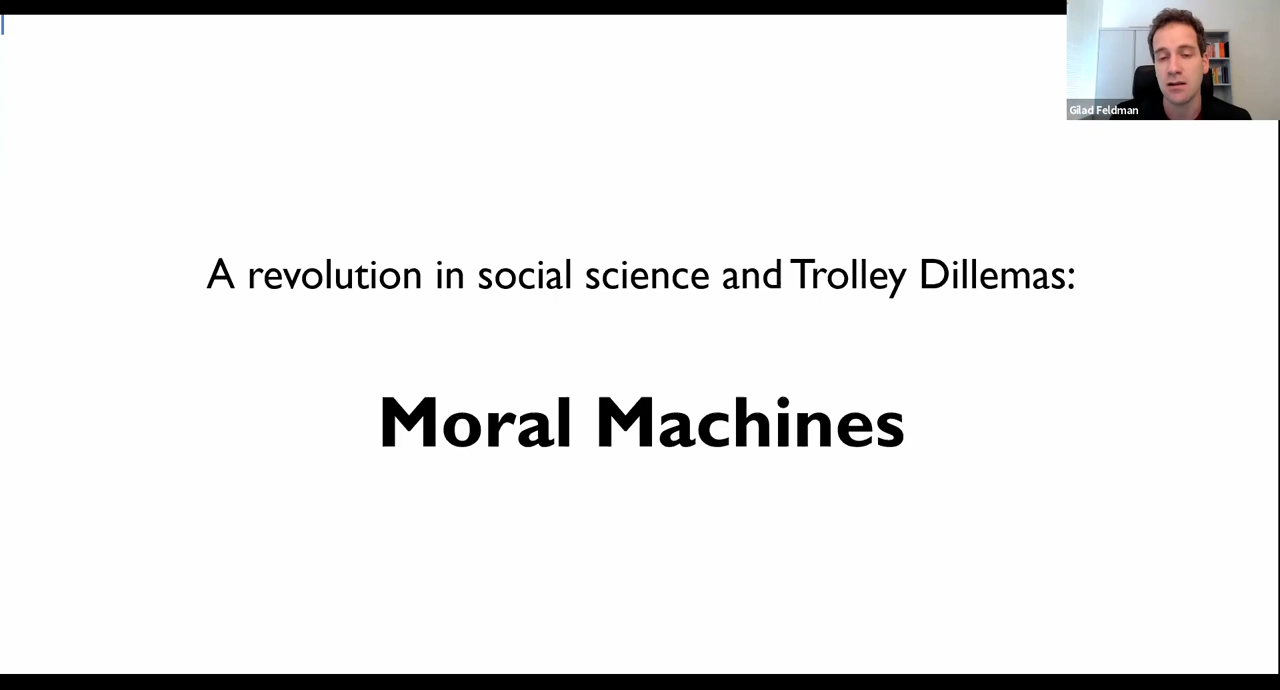 Gilad Feldman
A revolution in social science and Trolley Dillemas:
Moral Machines